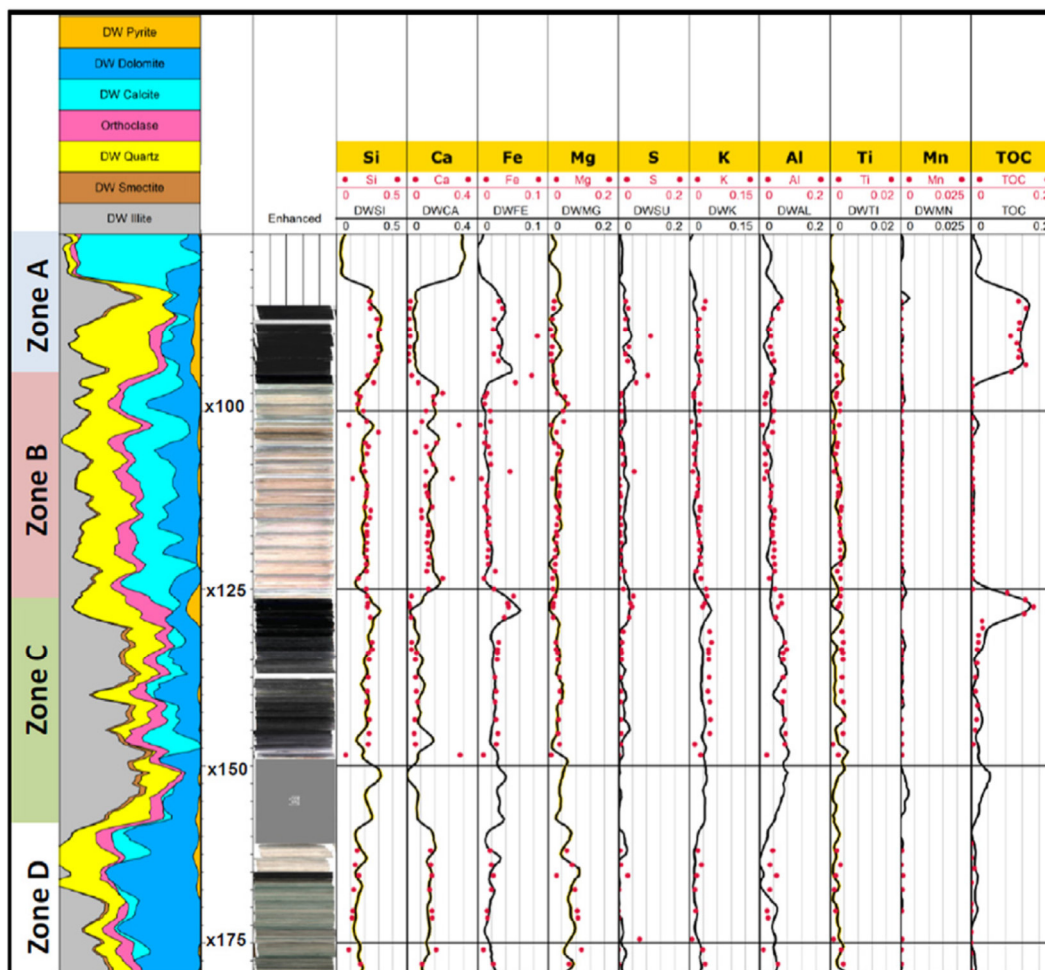 DW Pyrite
DW Dolomite
DW Calcite
Orthoclase
DW Quartz
DW Smectite
DW Illite
Enhanced
Si Ca Fe Mg S K Al Ti Mn TOC
Si Ca Fe Mg S K Al Ti Mn TOC
0 0.5 0 0.4 0 0.1 0 0.2 0 0.2 0 0.15 0 0.2 0 0.02 0 0.025 0 0.2
DWSI DWCA DWFE DWMG DWSU DWK DWAL DWTI DWMN TOC
0 0.5 0 0.4 0 0.1 0 0.2 0 0.2 0 0.15 0 0.2 0 0.02 0 0.025 0 0.2
Zone A
x100
Zone B
x125
Zone C
x150
Zone D
x175